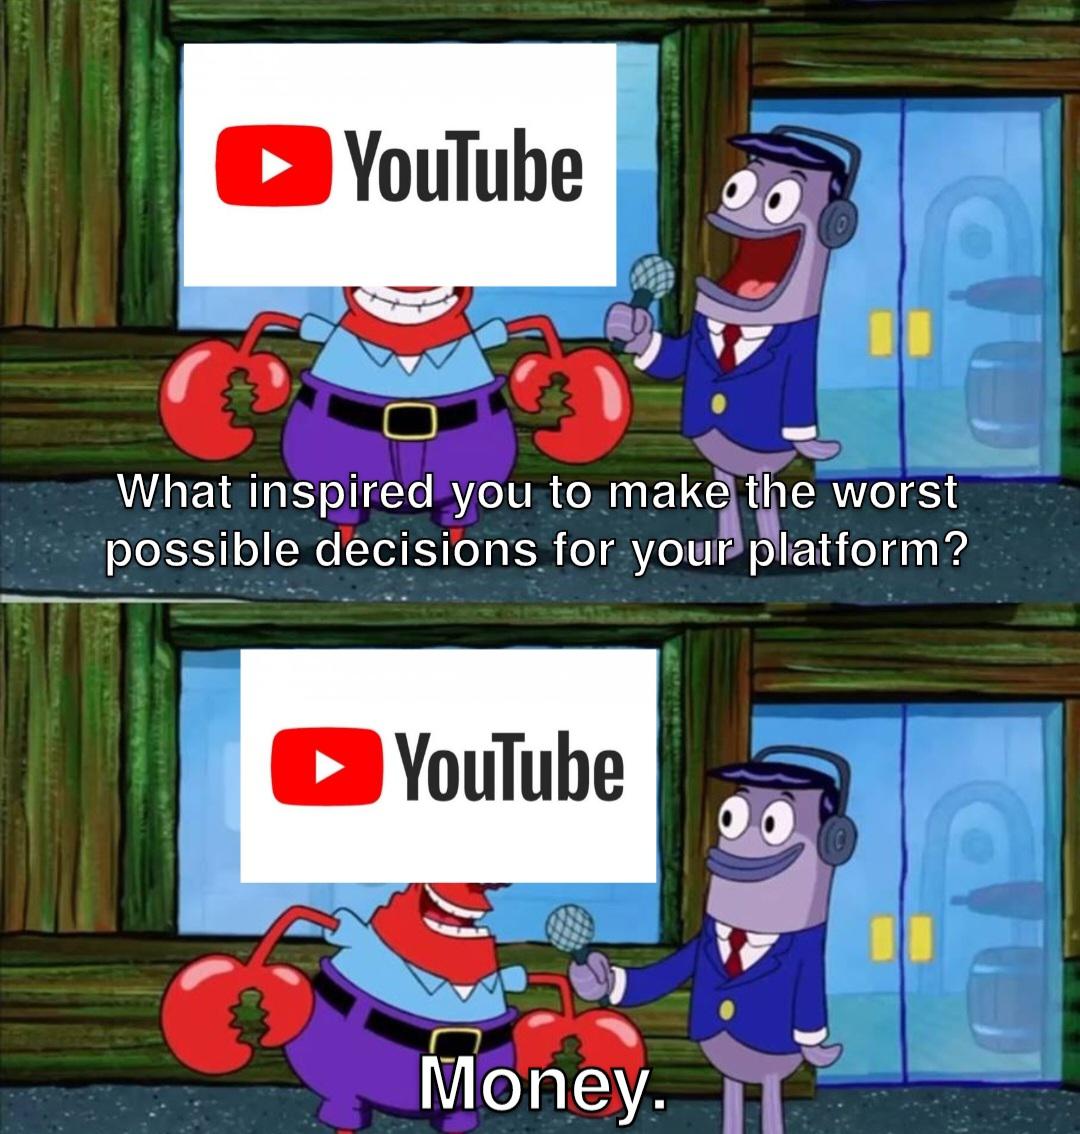 YouTube
What inspired you to make the worst
possible decisions for your platform?
YouTube
Money.